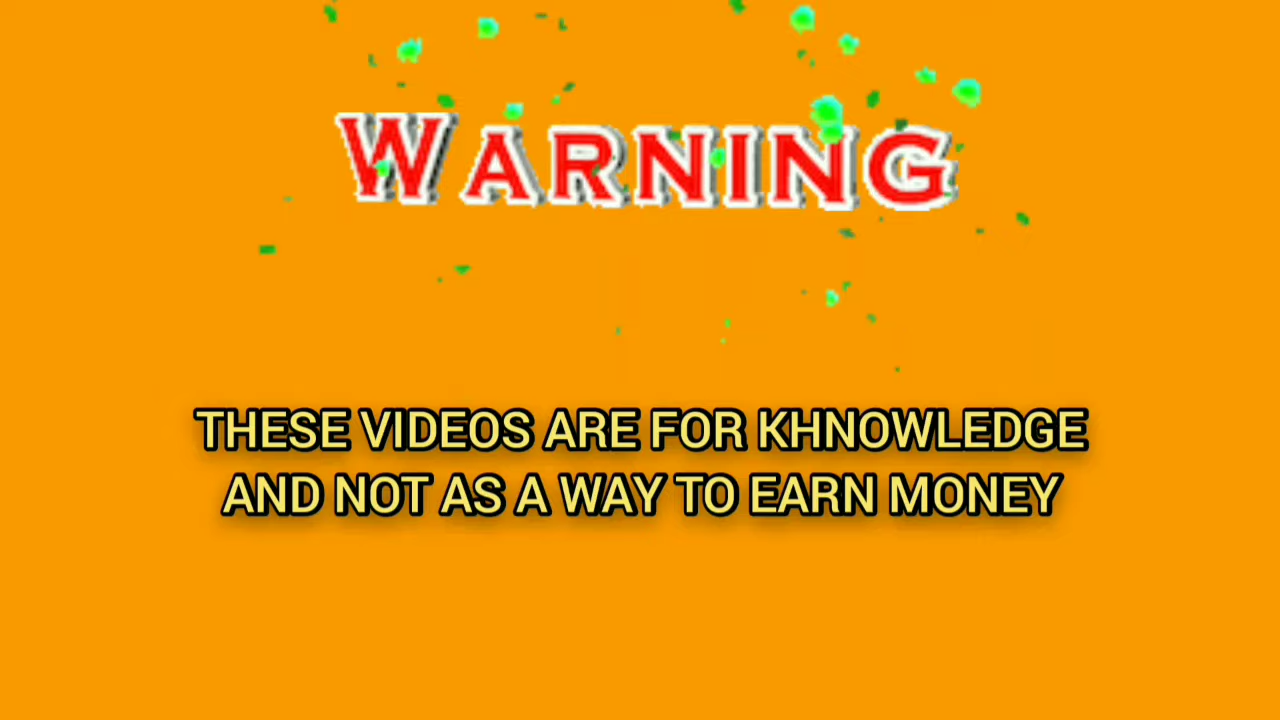 WARNING
THESE VIDEOS ARE FOR KHNOWLEDGE
AND NOT AS A WAY TO EARN MONEY